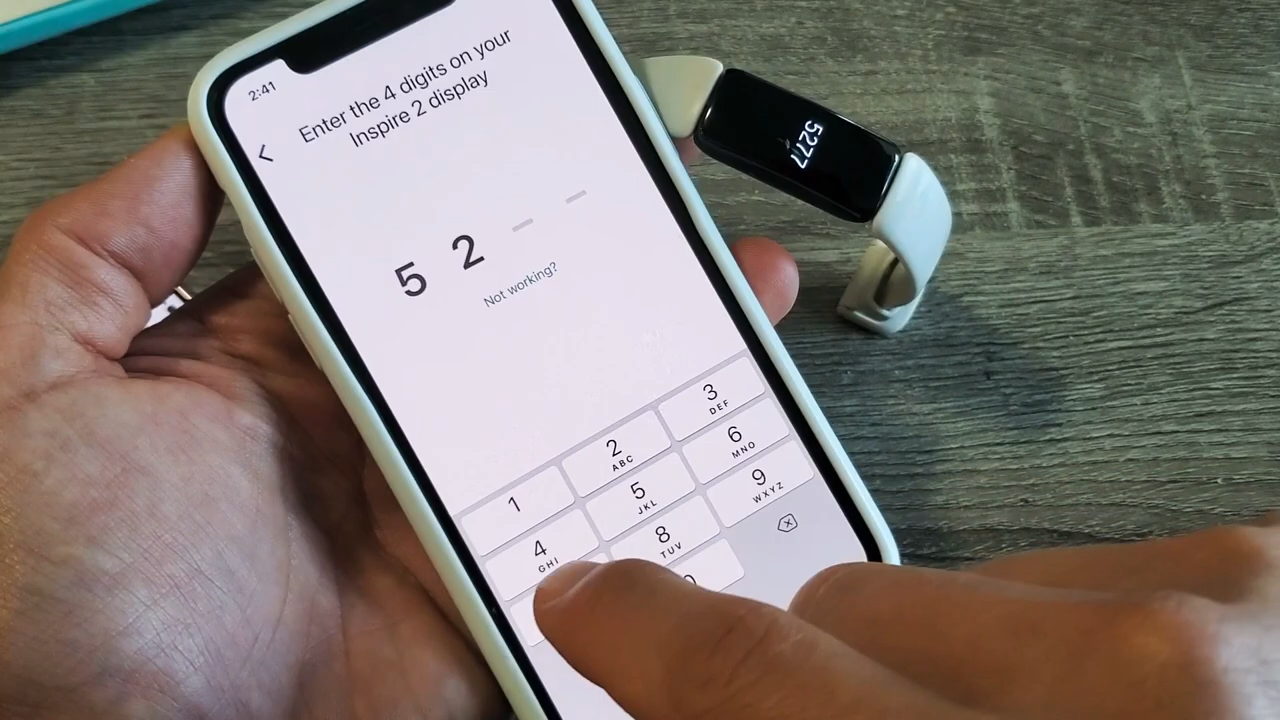 2:41
Enter the 4 digits on your
Inspire 2 display
5 2
Not working?
5277
1
2
ABC
3
DEF
4
GHI
5
JKL
6
MNO
8
TUV
9
WXYZ